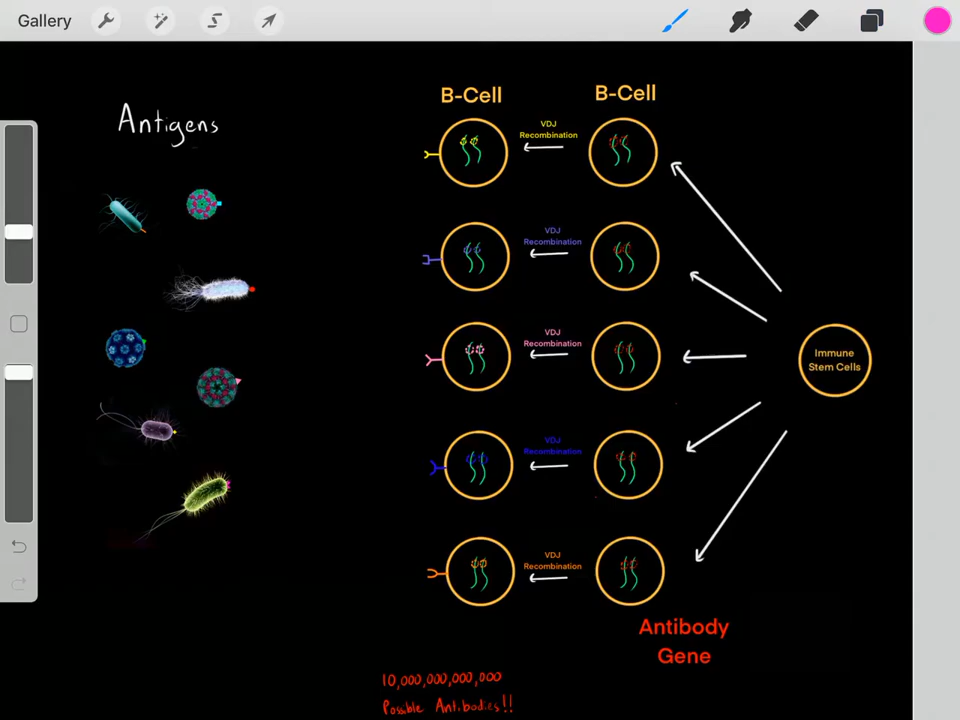 Gallery
B-Cell
B-Cell
Antigens
VDJ
Recombination
VDJ
Recombination
VDJ
Recombination
Immune
Stem Cells
VDJ
Recombination
VDJ
Recombination
Antibody
Gene
10,000,000,000,000
Possible Antibodies!!